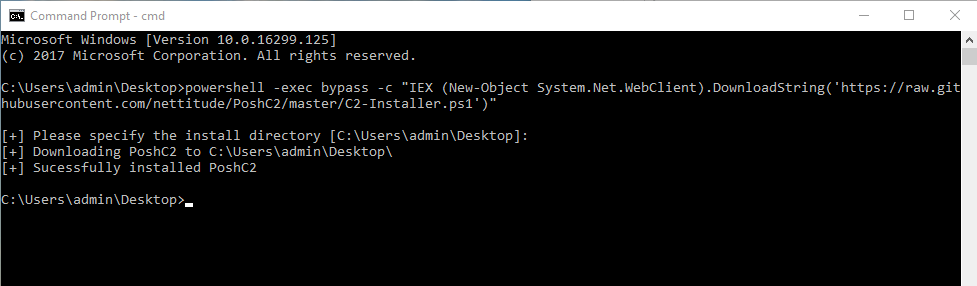 Command Prompt - cmd
Microsoft Windows [Version 10.0.16299.125]
(c) 2017 Microsoft Corporation. All rights reserved.
C:\Users\admin\Desktop>powershell -exec bypass -c "IEX (New-Object System.Net.WebClient).DownloadString('https://raw.git
hubusercontent.com/nettitude/PoshC2/master/C2-Installer.ps1')"
[+] Please specify the install directory [C:\Users\admin\Desktop]:
[+] Downloading PoshC2 to C:\Users\admin\Desktop\
[+] Sucessfully installed PoshC2
C:\Users\admin\Desktop>